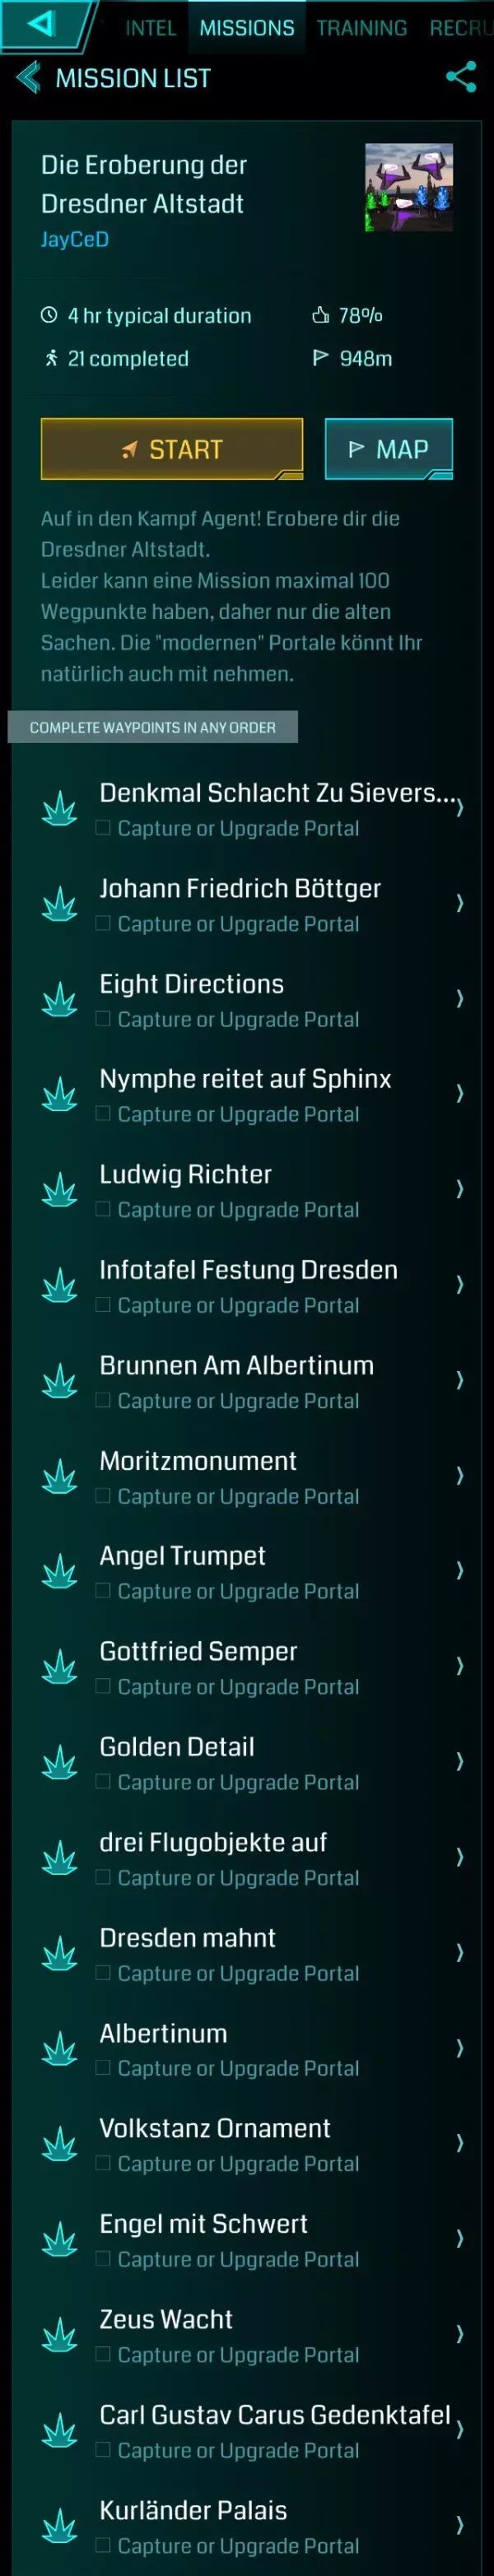 INTEL MISSIONS TRAINING RECRU
MISSION LIST
Die Eroberung der
Dresdner Altstadt
JayCeD
4 hr typical duration 78%
21 completed 948m
START MAP
Auf in den Kampf Agent! Erobere dir die
Dresdner Altstadt.
Leider kann eine Mission maximal 100
Wegpunkte haben, daher nur die alten
Sachen. Die "modernen" Portale könnt Ihr
natürlich auch mit nehmen.
COMPLETE WAYPOINTS IN ANY ORDER
Denkmal Schlacht Zu Sievers...
Capture or Upgrade Portal
Johann Friedrich Böttger
Capture or Upgrade Portal
Eight Directions
Capture or Upgrade Portal
Nymphe reitet auf Sphinx
Capture or Upgrade Portal
Ludwig Richter
Capture or Upgrade Portal
Infotafel Festung Dresden
Capture or Upgrade Portal
Brunnen Am Albertinum
Capture or Upgrade Portal
Moritzmonument
Capture or Upgrade Portal
Angel Trumpet
Capture or Upgrade Portal
Gottfried Semper
Capture or Upgrade Portal
Golden Detail
Capture or Upgrade Portal
drei Flugobjekte auf
Capture or Upgrade Portal
Dresden mahnt
Capture or Upgrade Portal
Albertinum
Capture or Upgrade Portal
Volkstanz Ornament
Capture or Upgrade Portal
Engel mit Schwert
Capture or Upgrade Portal
Zeus Wacht
Capture or Upgrade Portal
Carl Gustav Carus Gedenktafel
Capture or Upgrade Portal
Kurländer Palais
Capture or Upgrade Portal